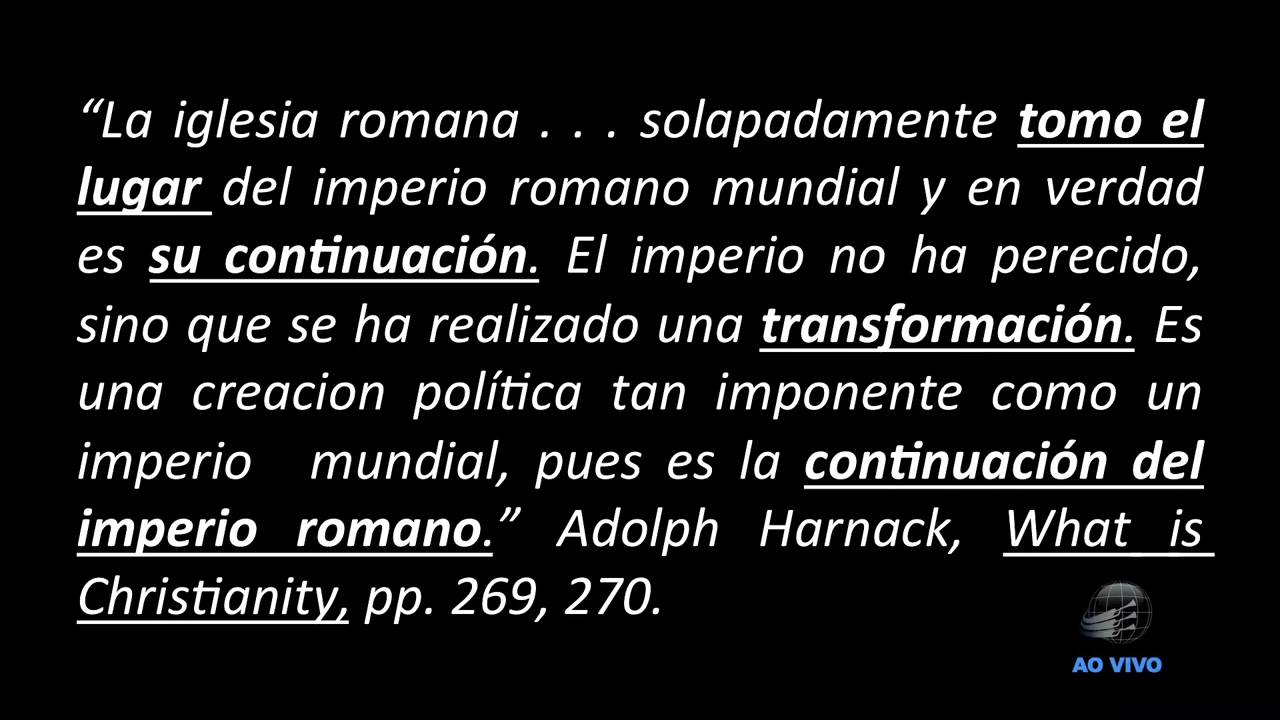 “La iglesia romana . . . solapadamente tomo el
lugar del imperio romano mundial y en verdad
es su continuación. El imperio no ha perecido,
sino que se ha realizado una transformación. Es
una creacion política tan imponente como un
imperio mundial, pues es la continuación del
imperio romano.” Adolph Harnack, What is
Christianity, pp. 269, 270.
AO VIVO